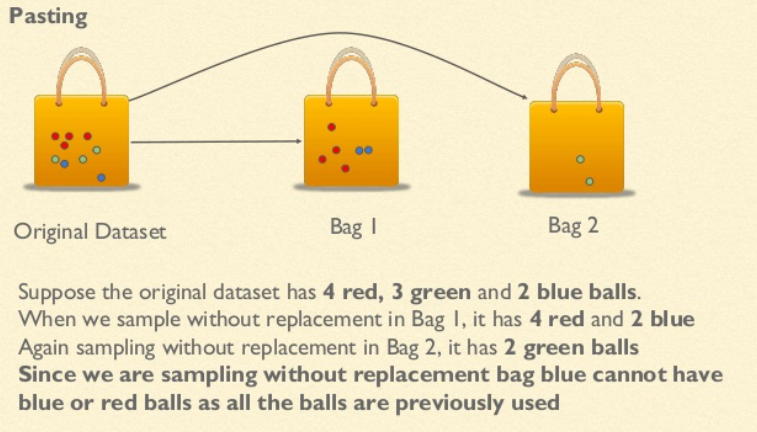 Pasting
Original Dataset
Bag 1
Bag 2
Suppose the original dataset has 4 red, 3 green and 2 blue balls.
When we sample without replacement in Bag 1, it has 4 red and 2 blue
Again sampling without replacement in Bag 2, it has 2 green balls
Since we are sampling without replacement bag blue cannot have
blue or red balls as all the balls are previously used